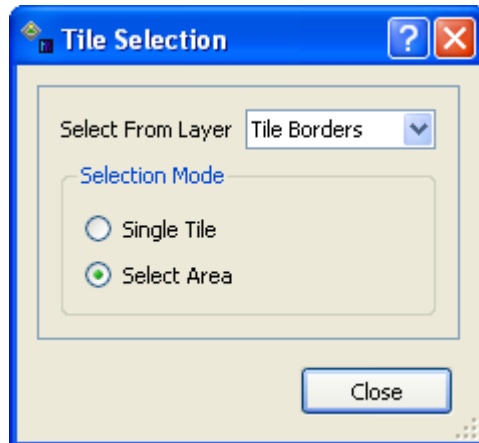 Tile Selection
Select From Layer Tile Borders
Selection Mode
Single Tile
Select Area
Close